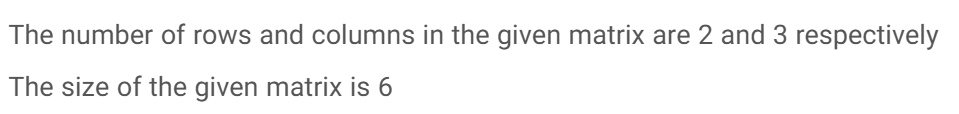 The number of rows and columns in the given matrix are 2 and 3 respectively
The size of the given matrix is 6